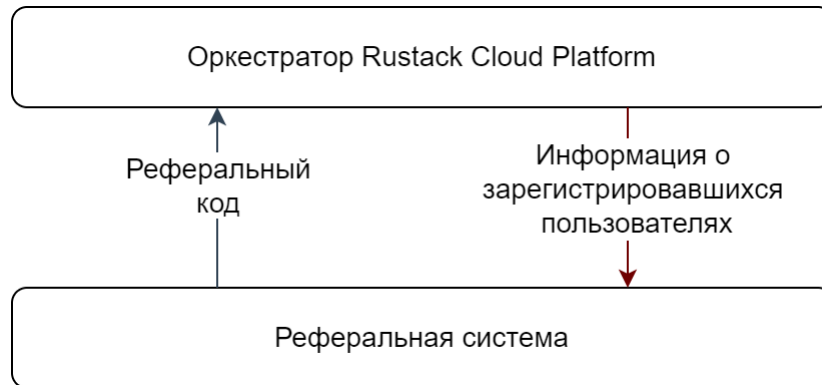 Оркестратор Rustack Cloud Platform
Реферальный
код
Информация о
зарегистрировавшихся
пользователях
Реферальная система